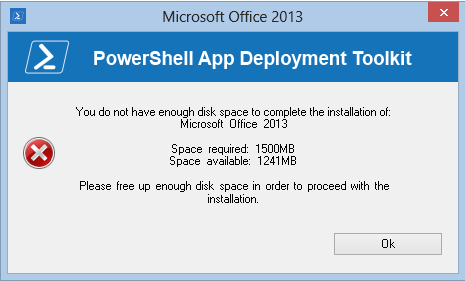 Microsoft Office 2013
PowerShell App Deployment Toolkit
You do not have enough disk space to complete the installation of:
Microsoft Office 2013
Space required: 1500MB
Space available: 1241MB
Please free up enough disk space in order to proceed with the
installation.
Ok